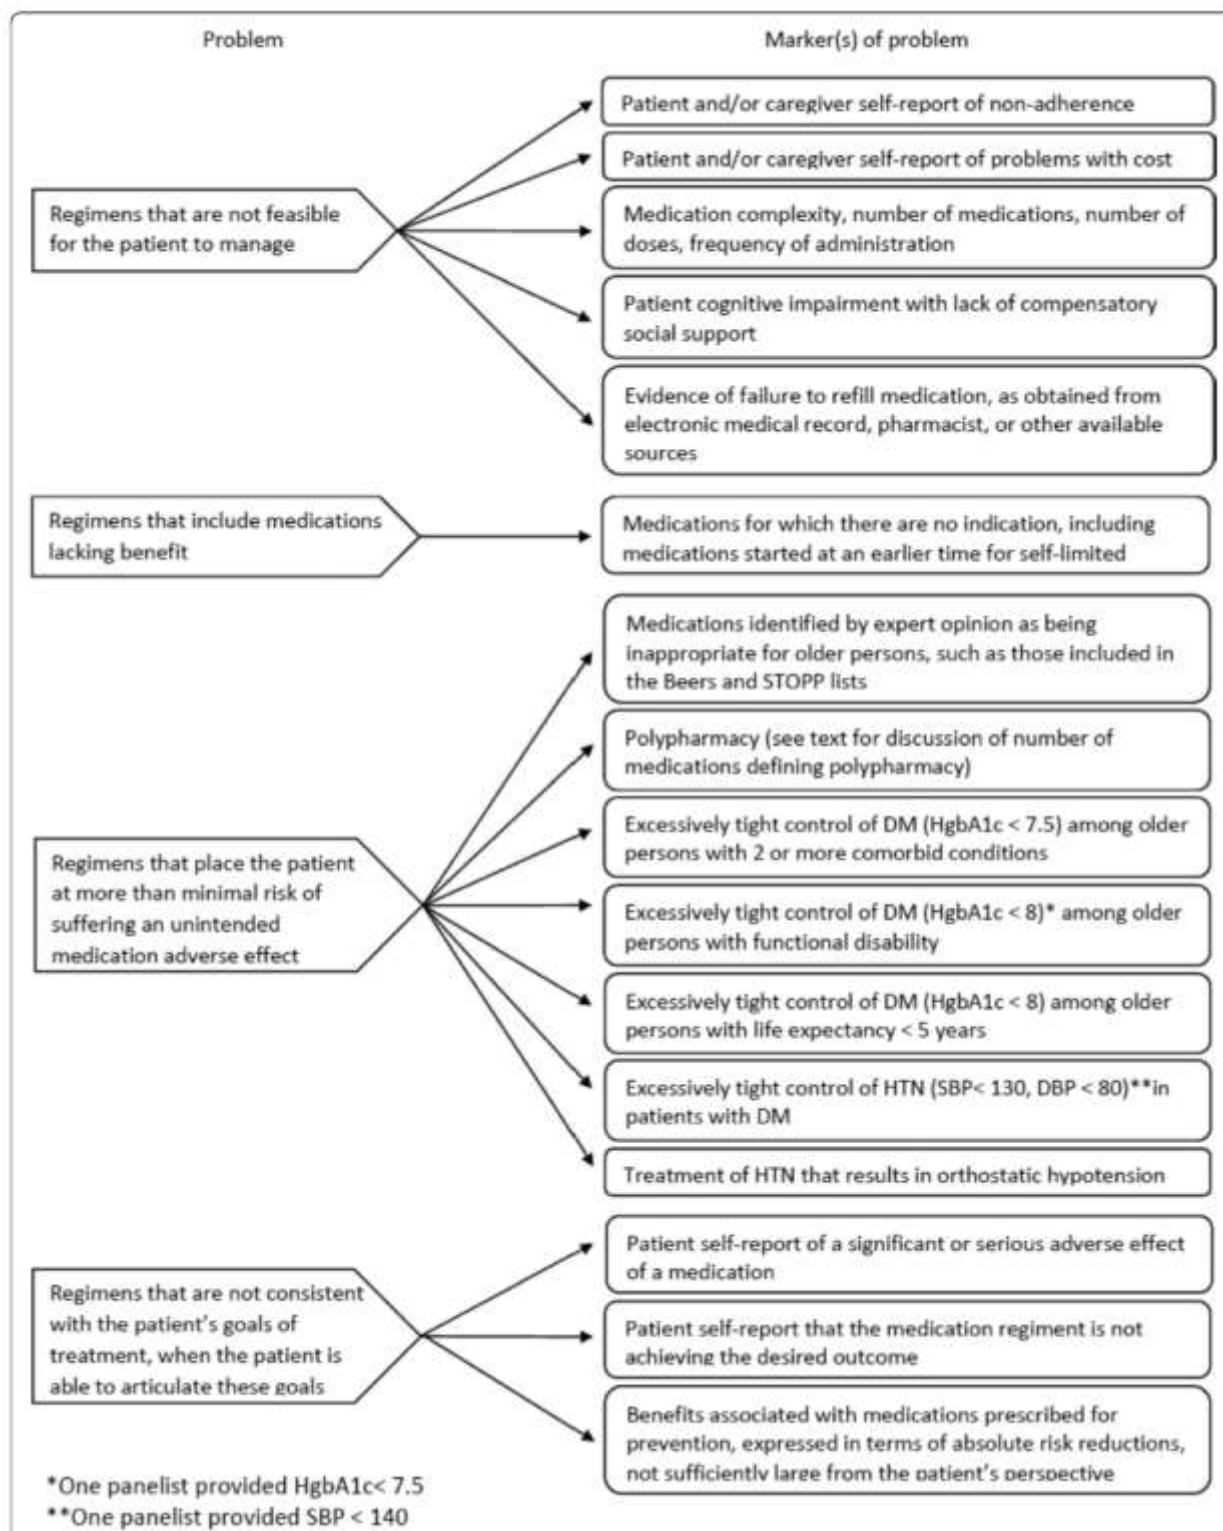 Problem
Marker(s) of problem
Regimens that are not feasible
for the patient to manage
Patient and/or caregiver self-report of non-adherence
Patient and/or caregiver self-report of problems with cost
Medication complexity, number of medications, number of
doses, frequency of administration
Patient cognitive impairment with lack of compensatory
social support
Evidence of failure to refill medication, as obtained from
electronic medical record, pharmacist, or other available
sources
Regimens that include medications
lacking benefit
Medications for which there are no indication, including
medications started at an earlier time for self-limited
Regimens that place the patient
at more than minimal risk of
suffering an unintended
medication adverse effect
Medications identified by expert opinion as being
inappropriate for older persons, such as those included in
the Beers and STOPP lists
Polypharmacy (see text for discussion of number of
medications defining polypharmacy)
Excessively tight control of DM (HgbA1c < 7.5) among older
persons with 2 or more comorbid conditions
Excessively tight control of DM (HgbA1c < 8)* among older
persons with functional disability
Excessively tight control of DM (HgbA1c < 8) among older
persons with life expectancy < 5 years
Excessively tight control of HTN (SBP< 130, DBP < 80)**in
patients with DM
Treatment of HTN that results in orthostatic hypotension
Regimens that are not consistent
with the patient's goals of
treatment, when the patient is
able to articulate these goals
Patient self-report of a significant or serious adverse effect
of a medication
Patient self-report that the medication regiment is not
achieving the desired outcome
Benefits associated with medications prescribed for
prevention, expressed in terms of absolute risk reductions,
not sufficiently large from the patient's perspective
*One panelist provided HgbA1c< 7.5
**One panelist provided SBP < 140